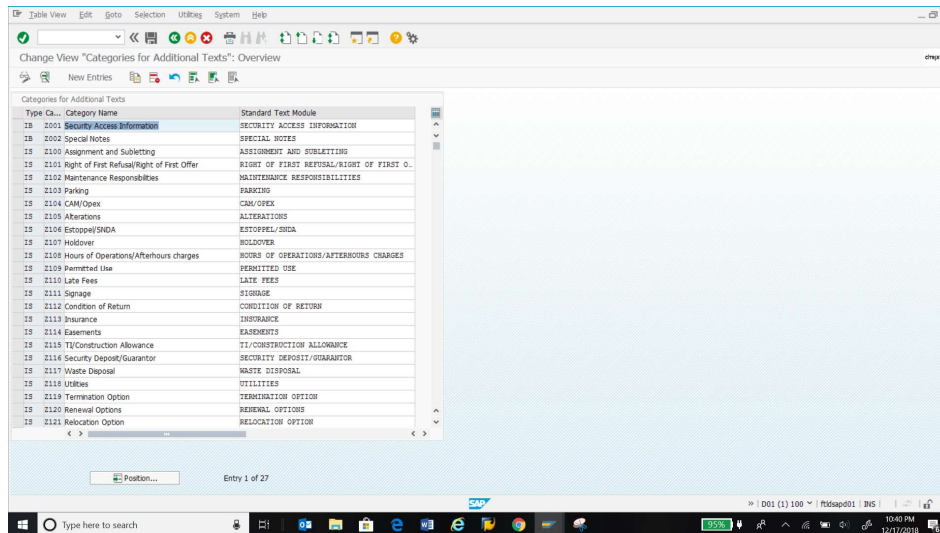 Table View Edit Goto Selection Utilities System Help
Change View "Categories for Additional Texts": Overview
citrix
New Entries
Categories for Additional Texts
Type Ca... Category Name Standard Text Module
IB Z001 Security Access Information SECURITY ACCESS INFORMATION
IB Z002 Special Notes SPECIAL NOTES
IS Z100 Assignment and Subletting ASSIGNMENT AND SUBLETTING
IS Z101 Right of First Refusal/Right of First Offer RIGHT OF FIRST REFUSAL/RIGHT OF FIRST O…
IS Z102 Maintenance Responsibilities MAINTENANCE RESPONSIBILITIES
IS Z103 Parking PARKING
IS Z104 CAM/Opex CAM/OPEX
IS Z105 Alterations ALTERATIONS
IS Z106 Estoppel/SNDA ESTOPPEL/SNDA
IS Z107 Holdover HOLDOVER
IS Z108 Hours of Operations/Afterhours charges HOURS OF OPERATIONS/AFTERHOURS CHARGES
IS Z109 Permitted Use PERMITTED USE
IS Z110 Late Fees LATE FEES
IS Z111 Signage SIGNAGE
IS Z112 Condition of Return CONDITION OF RETURN
IS Z113 Insurance INSURANCE
IS Z114 Easements EASEMENTS
IS Z115 TI/Construction Allowance TI/CONSTRUCTION ALLOWANCE
IS Z116 Security Deposit/Guarantor SECURITY DEPOSIT/GUARANTOR
IS Z117 Waste Disposal WASTE DISPOSAL
IS Z118 Utilities UTILITIES
IS Z119 Termination Option TERMINATION OPTION
IS Z120 Renewal Options RENEWAL OPTIONS
IS Z121 Relocation Option RELOCATION OPTION
Position... Entry 1 of 27
SAP
D01 (1) 100 ftldsapd01 INS
Type here to search
95%
10:40 PM
12/17/2018
6